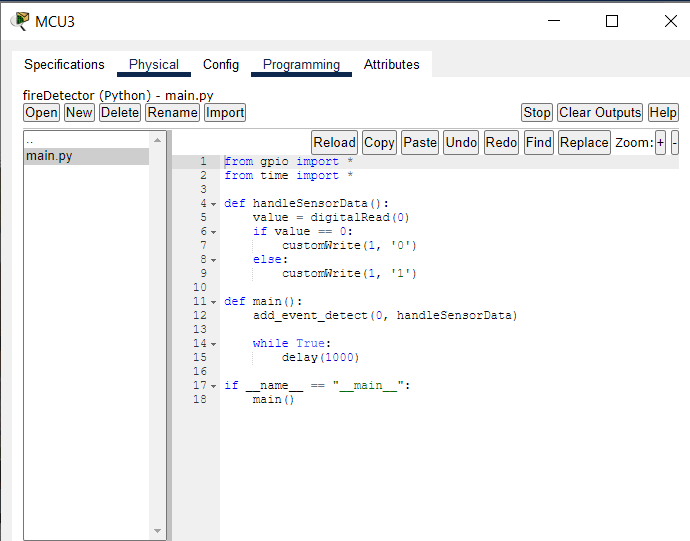 MCU3
Specifications Physical Config Programming Attributes
fireDetector (Python) - main.py
Open New Delete Rename Import Stop Clear Outputs Help
..
main.py
Reload Copy Paste Undo Redo Find Replace Zoom: + -
1 from gpio import *
2 from time import *
3
4 def handleSensorData():
5     value = digitalRead(0)
6     if value == 0:
7         customWrite(1, '0')
8     else:
9         customWrite(1, '1')
10
11 def main():
12     add_event_detect(0, handleSensorData)
13
14     while True:
15         delay(1000)
16
17 if __name__ == "__main__":
18     main()